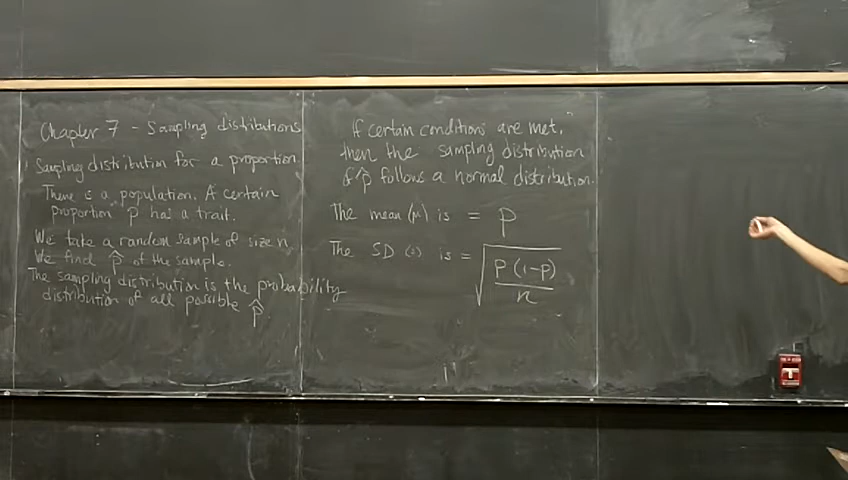 Chapter 7 - Sampling distributions
Sampling distribution for a proportion.
There is a population. A certain
proportion p has a trait.
We take a random sample of size n.
We find p̂ of the sample.
The sampling distribution is the probability
distribution of all possible p̂
If certain conditions are met,
then the sampling distribution
of p̂ follows a normal distribution.
The mean (μ) is = p
The SD (σ) is = √(p(1-p)/n)